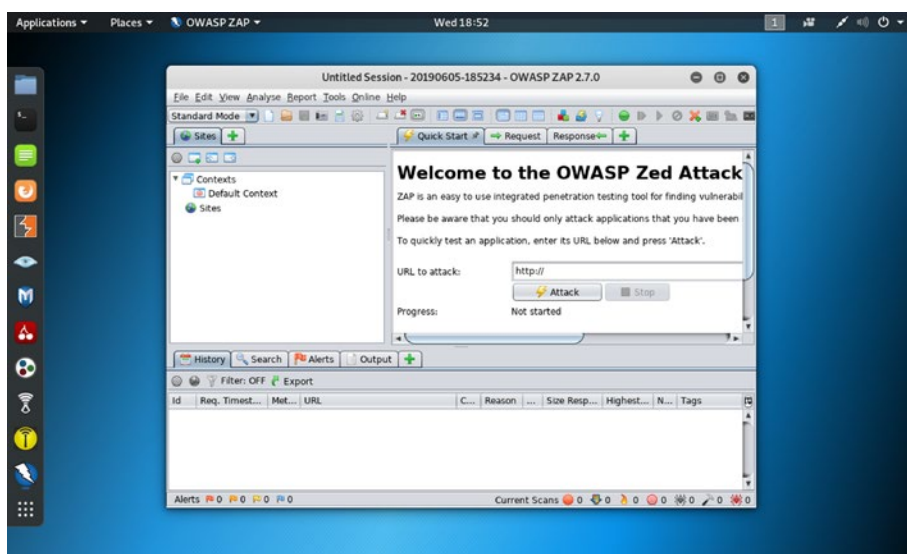 Applications Places OWASP ZAP Wed 18:52 1
Untitled Session - 20190605-185234 - OWASP ZAP 2.7.0
File Edit View Analyse Report Tools Online Help
Standard Mode
Sites
Quick Start Request Response
Contexts
Default Context
Sites
Welcome to the OWASP Zed Attack
ZAP is an easy to use integrated penetration testing tool for finding vulnerabil
Please be aware that you should only attack applications that you have been
To quickly test an application, enter its URL below and press 'Attack'.
URL to attack: http://
Attack Stop
Progress: Not started
History Search Alerts Output
Filter: OFF Export
Id Req. Timest... Met... URL C... Reason ... Size Resp... Highest... N... Tags
Alerts 0 0 0 0 Current Scans 0 0 0 0 0 0 0